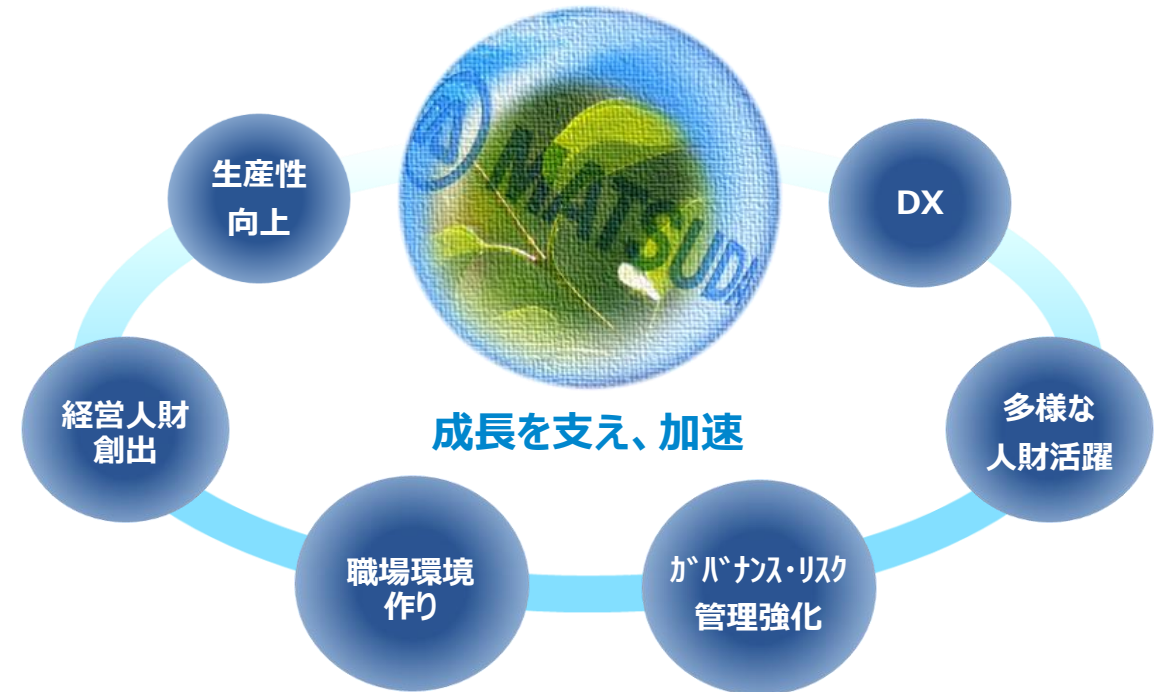 MATSUDA
生産性
向上
DX
経営人財
創出
成長を支え、加速
多様な
人財活躍
職場環境
作り
ｶﾞﾊﾞﾅﾝｽ・ﾘｽｸ
管理強化